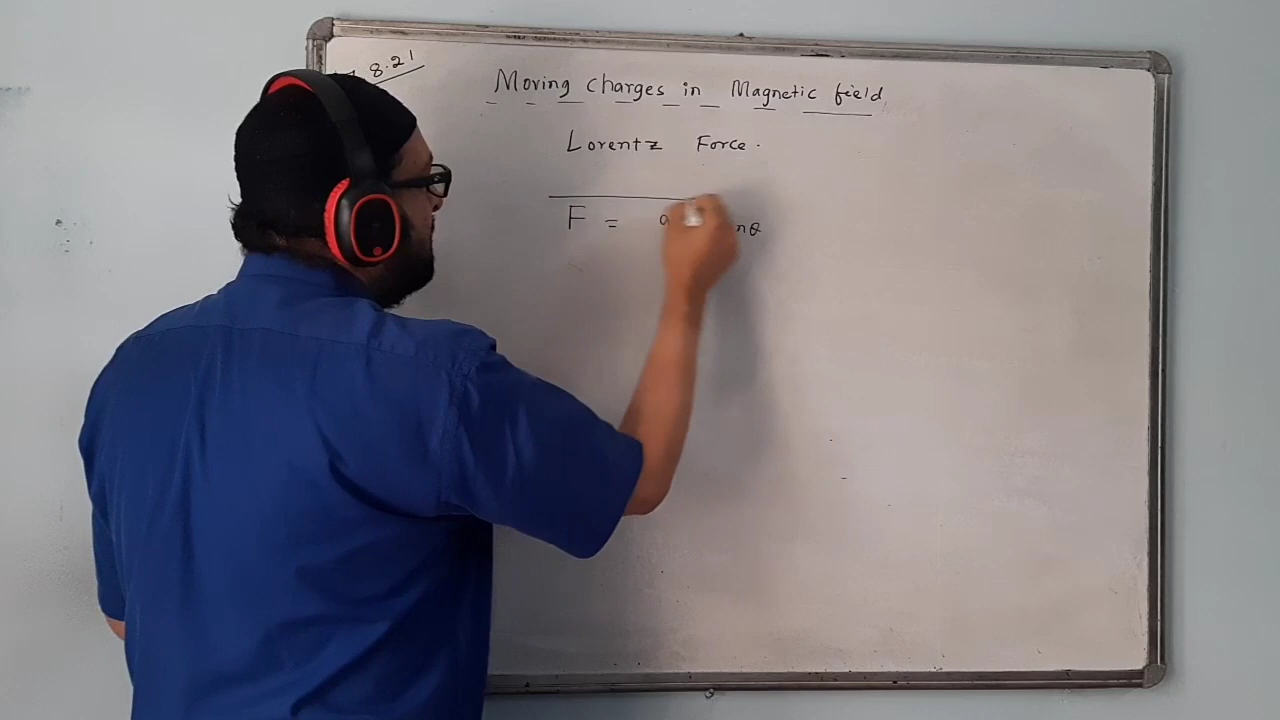 8.21
Moving charges in Magnetic field
Lorentz Force.
F =